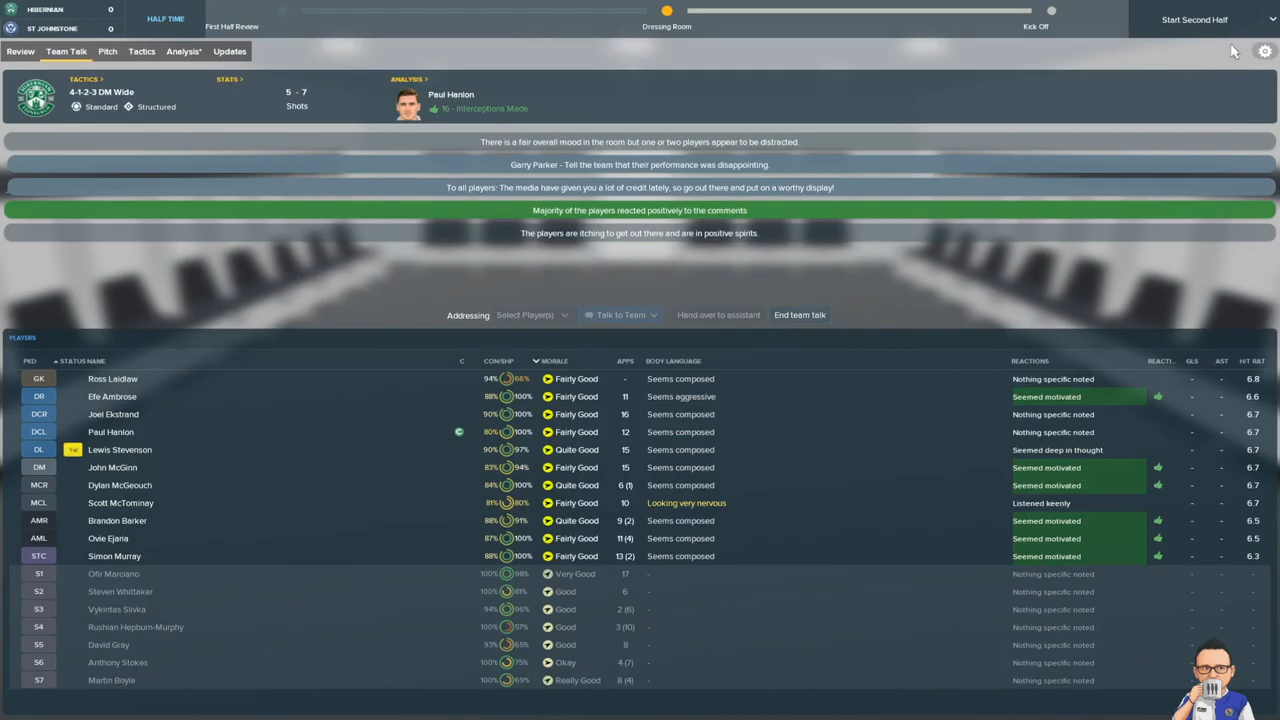 HIBERNIAN 0
ST JOHNSTONE 0
HALF TIME
First Half Review
Dressing Room
Kick Off
Start Second Half
Review Team Talk Pitch Tactics Analysis* Updates
TACTICS >
4-1-2-3 DM Wide
Standard Structured
STATS >
5 - 7
Shots
ANALYSIS >
Paul Hanlon
16 - Interceptions Made
There is a fair overall mood in the room but one or two players appear to be distracted.
Garry Parker - Tell the team that their performance was disappointing.
To all players: The media have given you a lot of credit lately, so go out there and put on a worthy display!
Majority of the players reacted positively to the comments
The players are itching to get out there and are in positive spirits.
Addressing Select Player(s) Talk to Team Hand over to assistant End team talk
PLAYERS
PKD STATUS NAME C CON/SHP MORALE APPS BODY LANGUAGE REACTIONS REACTI... GLS AST H/T RAT
GK Ross Laidlaw 94% 66% Fairly Good - Seems composed Nothing specific noted - - 6.8
DR Efe Ambrose 88% 100% Fairly Good 11 Seems aggressive Seemed motivated - - 6.6
DCR Joel Ekstrand 90% 100% Fairly Good 16 Seems composed Nothing specific noted - - 6.7
DCL Paul Hanlon C 80% 100% Fairly Good 12 Seems composed Nothing specific noted - - 6.7
DL Yel Lewis Stevenson 90% 97% Quite Good 15 Seems composed Seemed deep in thought - - 6.7
DM John McGinn 83% 94% Fairly Good 15 Seems composed Seemed motivated - - 6.7
MCR Dylan McGeouch 84% 100% Quite Good 6 (1) Seems composed Seemed motivated - - 6.7
MCL Scott McTominay 81% 80% Fairly Good 10 Looking very nervous Listened keenly - - 6.7
AMR Brandon Barker 88% 91% Quite Good 9 (2) Seems composed Seemed motivated - - 6.5
AML Ovie Ejaria 87% 100% Fairly Good 11 (4) Seems composed Seemed motivated - - 6.5
STC Simon Murray 88% 100% Fairly Good 13 (2) Seems composed Seemed motivated - - 6.3
S1 Ofir Marciano 100% 98% Very Good 17 - Nothing specific noted - - -
S2 Steven Whittaker 100% 81% Good 6 - Nothing specific noted - - -
S3 Vykintas Slivka 94% 96% Good 2 (6) - Nothing specific noted - - -
S4 Rushian Hepburn-Murphy 100% 57% Good 3 (10) - Nothing specific noted - - -
S5 David Gray 93% 65% Good 8 - Nothing specific noted - - -
S6 Anthony Stokes 100% 75% Okay 4 (7) - Nothing specific noted - - -
S7 Martin Boyle 100% 69% Really Good 8 (4) - Nothing specific noted - - -